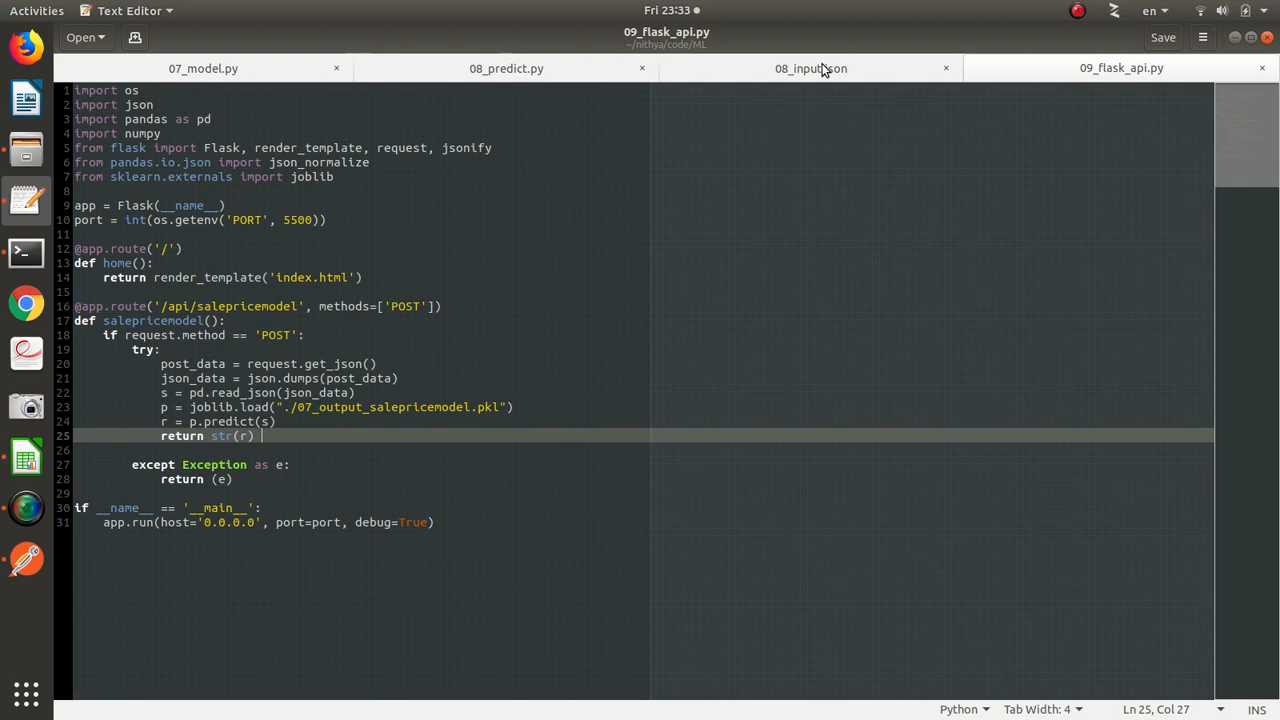 Activities Text Editor Fri 23:33 en
Open 09_flask_api.py Save
~/nithya/code/ML
07_model.py × 08_predict.py × 08_input.json × 09_flask_api.py ×
1 import os
2 import json
3 import pandas as pd
4 import numpy
5 from flask import Flask, render_template, request, jsonify
6 from pandas.io.json import json_normalize
7 from sklearn.externals import joblib
8
9 app = Flask(__name__)
10 port = int(os.getenv('PORT', 5500))
11
12 @app.route('/')
13 def home():
14     return render_template('index.html')
15
16 @app.route('/api/salepricemodel', methods=['POST'])
17 def salepricemodel():
18     if request.method == 'POST':
19         try:
20             post_data = request.get_json()
21             json_data = json.dumps(post_data)
22             s = pd.read_json(json_data)
23             p = joblib.load("./07_output_salepricemodel.pkl")
24             r = p.predict(s)
25             return str(r)
26
27         except Exception as e:
28             return (e)
29
30 if __name__ == '__main__':
31     app.run(host='0.0.0.0', port=port, debug=True)
Python Tab Width: 4 Ln 25, Col 27 INS